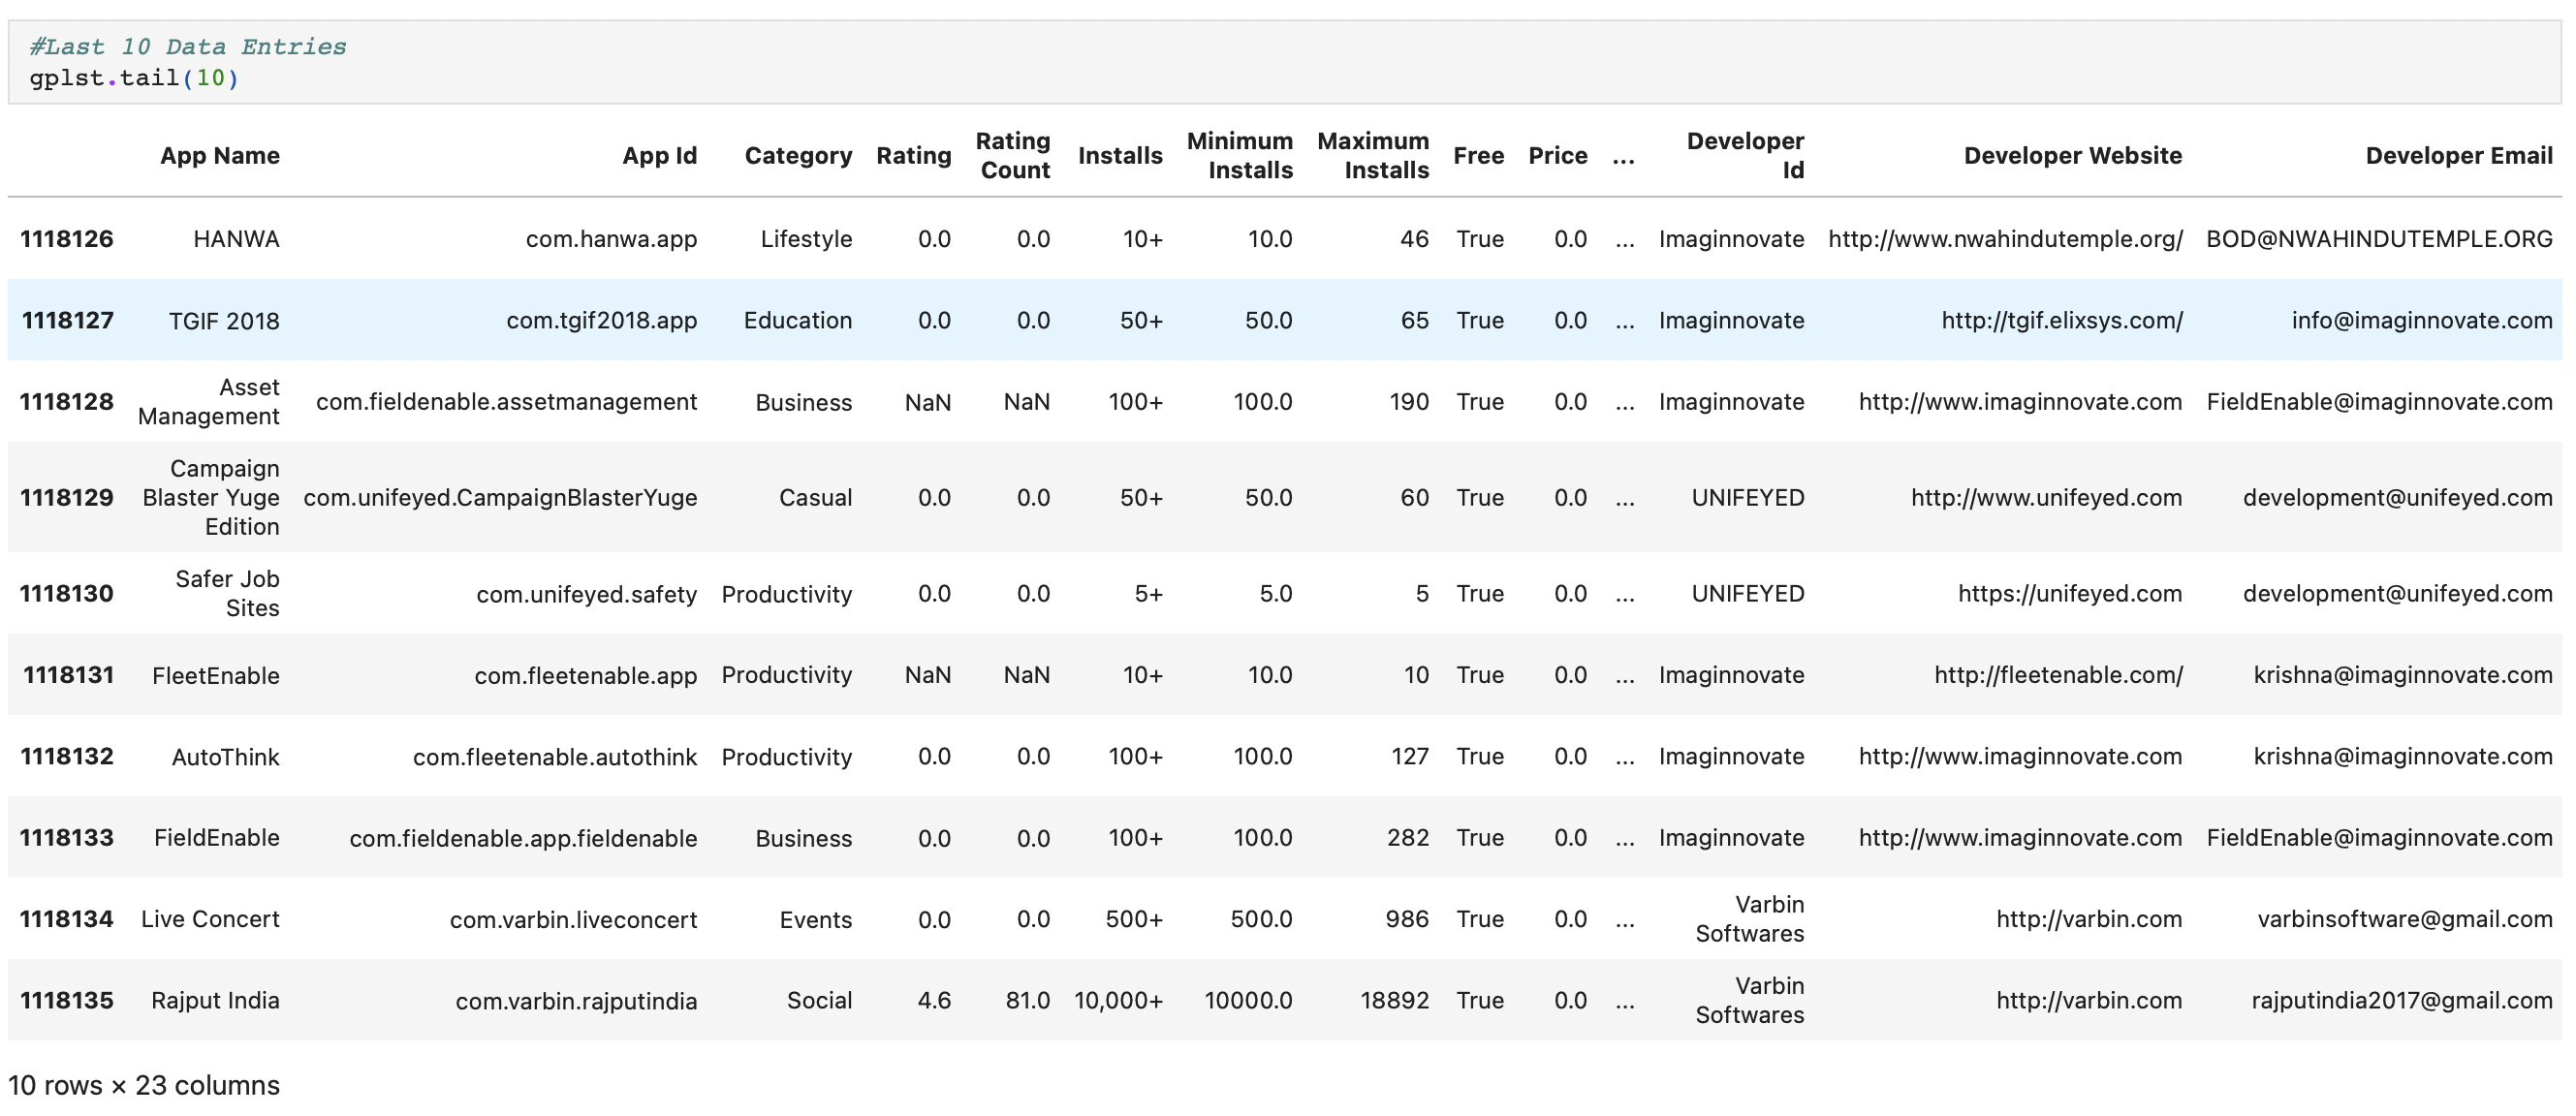 #Last 10 Data Entries
gplst.tail(10)
App Name App Id Category Rating Rating Count Installs Minimum Installs Maximum Installs Free Price ... Developer Id Developer Website Developer Email
1118126 HANWA com.hanwa.app Lifestyle 0.0 0.0 10+ 10.0 46 True 0.0 ... Imaginnovate http://www.nwahindutemple.org/ BOD@NWAHINDUTEMPLE.ORG
1118127 TGIF 2018 com.tgif2018.app Education 0.0 0.0 50+ 50.0 65 True 0.0 ... Imaginnovate http://tgif.elixsys.com/ info@imaginnovate.com
1118128 Asset Management com.fieldenable.assetmanagement Business NaN NaN 100+ 100.0 190 True 0.0 ... Imaginnovate http://www.imaginnovate.com FieldEnable@imaginnovate.com
1118129 Campaign Blaster Yuge Edition com.unifeyed.CampaignBlasterYuge Casual 0.0 0.0 50+ 50.0 60 True 0.0 ... UNIFEYED http://www.unifeyed.com development@unifeyed.com
1118130 Safer Job Sites com.unifeyed.safety Productivity 0.0 0.0 5+ 5.0 5 True 0.0 ... UNIFEYED https://unifeyed.com development@unifeyed.com
1118131 FleetEnable com.fleetenable.app Productivity NaN NaN 10+ 10.0 10 True 0.0 ... Imaginnovate http://fleetenable.com/ krishna@imaginnovate.com
1118132 AutoThink com.fleetenable.autothink Productivity 0.0 0.0 100+ 100.0 127 True 0.0 ... Imaginnovate http://www.imaginnovate.com krishna@imaginnovate.com
1118133 FieldEnable com.fieldenable.app.fieldenable Business 0.0 0.0 100+ 100.0 282 True 0.0 ... Imaginnovate http://www.imaginnovate.com FieldEnable@imaginnovate.com
1118134 Live Concert com.varbin.liveconcert Events 0.0 0.0 500+ 500.0 986 True 0.0 ... Varbin Softwares http://varbin.com varbinsoftware@gmail.com
1118135 Rajput India com.varbin.rajputindia Social 4.6 81.0 10,000+ 10000.0 18892 True 0.0 ... Varbin Softwares http://varbin.com rajputindia2017@gmail.com
10 rows × 23 columns